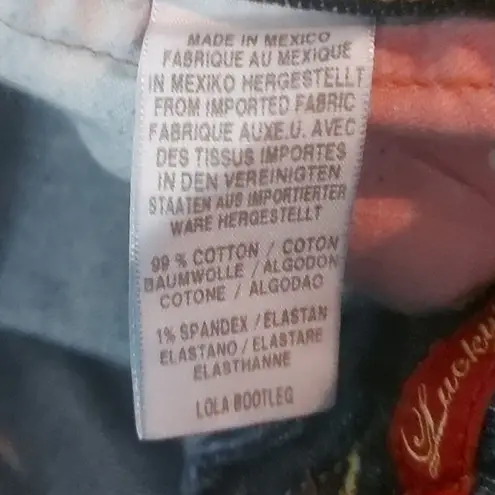 MADE IN MEXICO
FABRIQUE AU MEXIQUE
IN MEXIKO HERGESTELLT
FROM IMPORTED FABRIC
FABRIQUE AUXE.U. AVEC
DES TISSUS IMPORTES
IN DEN VEREINIGTEN
STAATEN AUS IMPORTIERTER
WARE HERGESTELLT
99 % COTTON / COTON
BAUMWOLLE / ALGODON
COTONE / ALGODAO
1% SPANDEX / ELASTAN
ELASTANO / ELASTARE
ELASTHANNE
LOLA BOOTLEG
Lucky